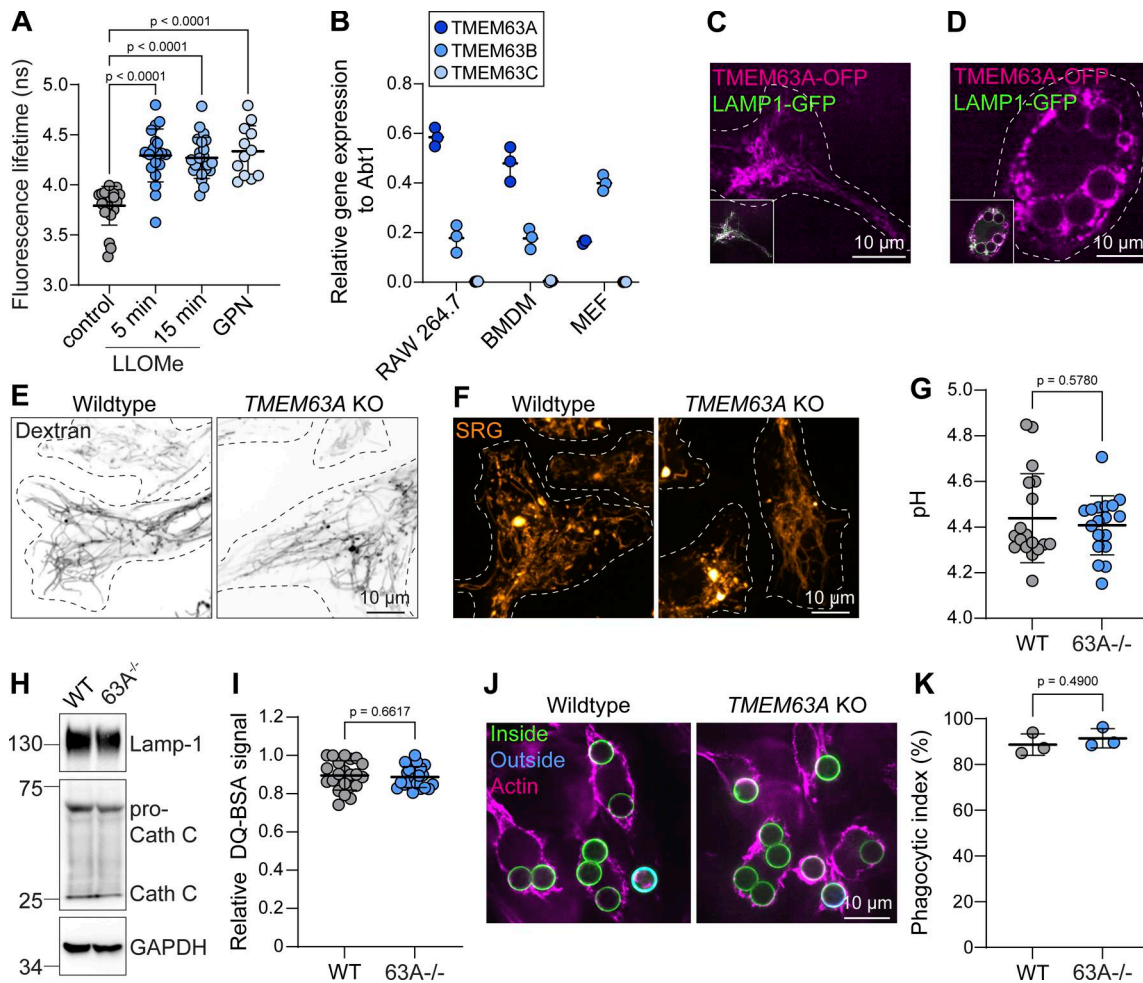 A
p < 0.0001
p < 0.0001
p < 0.0001
Fluorescence lifetime (ns)
5.0
4.5
4.0
3.5
3.0
control
5 min
15 min
GPN
LLOMe
B
TMEM63A
TMEM63B
TMEM63C
Relative gene expression
to Abt1
0.8
0.6
0.4
0.2
0.0
RAW 264.7
BMDM
MEF
C
TMEM63A-OFP
LAMP1-GFP
10 µm
D
TMEM63A-OFP
LAMP1-GFP
10 µm
E
Wildtype
TMEM63A KO
Dextran
10 µm
F
Wildtype
TMEM63A KO
SRG
10 µm
G
p = 0.5780
pH
5.0
4.8
4.6
4.4
4.2
4.0
WT
63A-/-
H
WT
63A-/-
130
Lamp-1
75
pro-
Cath C
25
Cath C
GAPDH
34
I
p = 0.6617
Relative DQ-BSA signal
1.2
1.0
0.8
0.6
0.4
0.2
0
WT
63A-/-
J
Wildtype
TMEM63A KO
Inside
Outside
Actin
10 µm
K
p = 0.4900
Phagocytic index (%)
100
80
60
40
20
0
WT
63A-/-